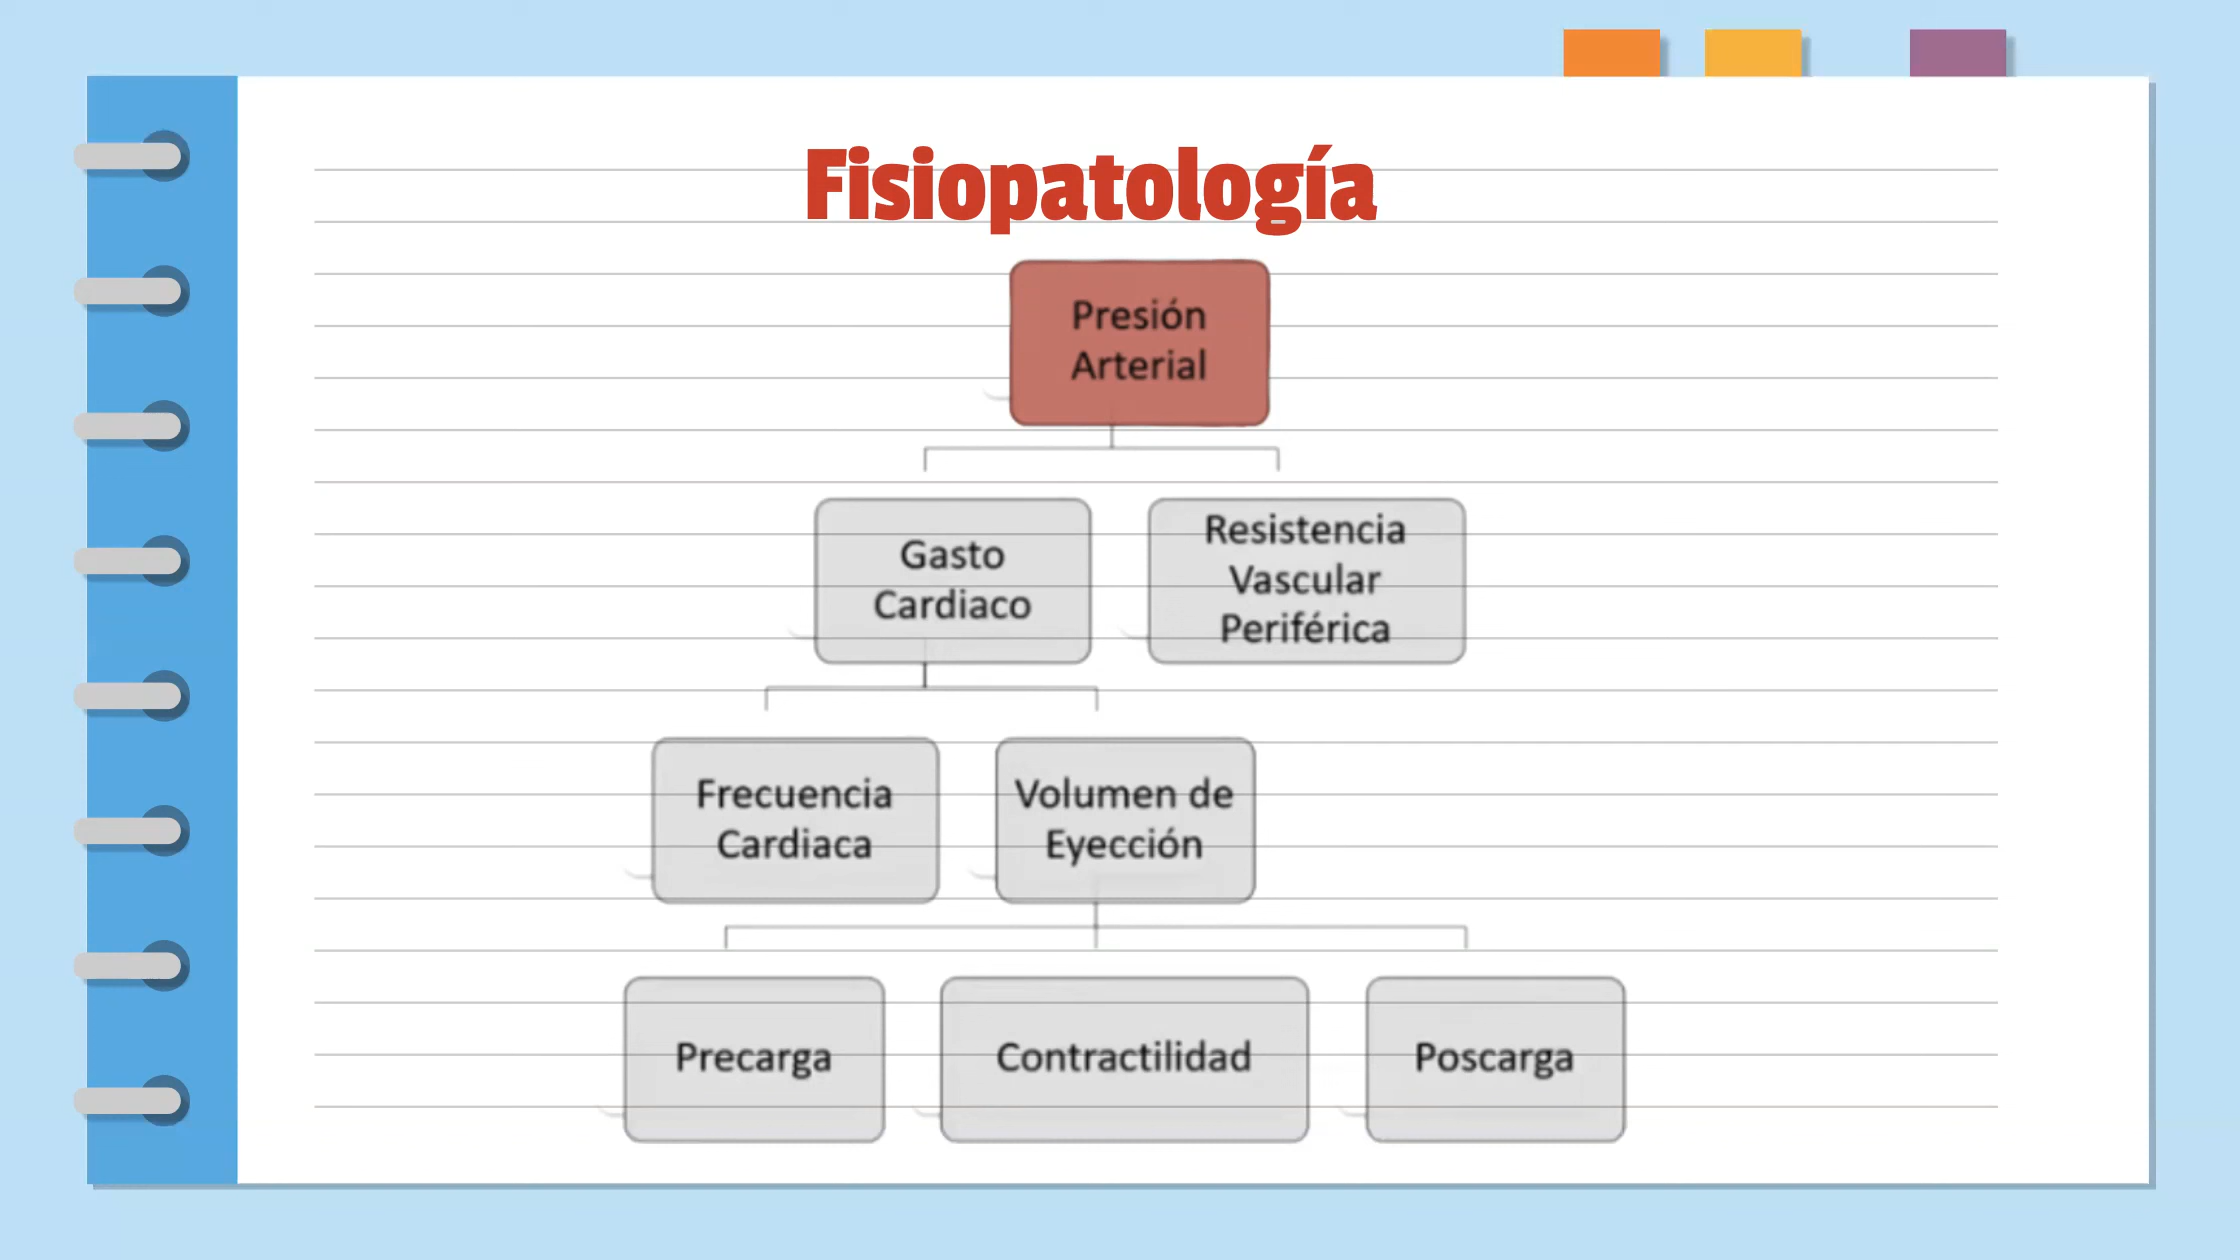 Fisiopatología
Presión
Arterial
Gasto
Cardiaco
Resistencia
Vascular
Periférica
Frecuencia
Cardiaca
Volumen de
Eyección
Precarga
Contractilidad
Poscarga